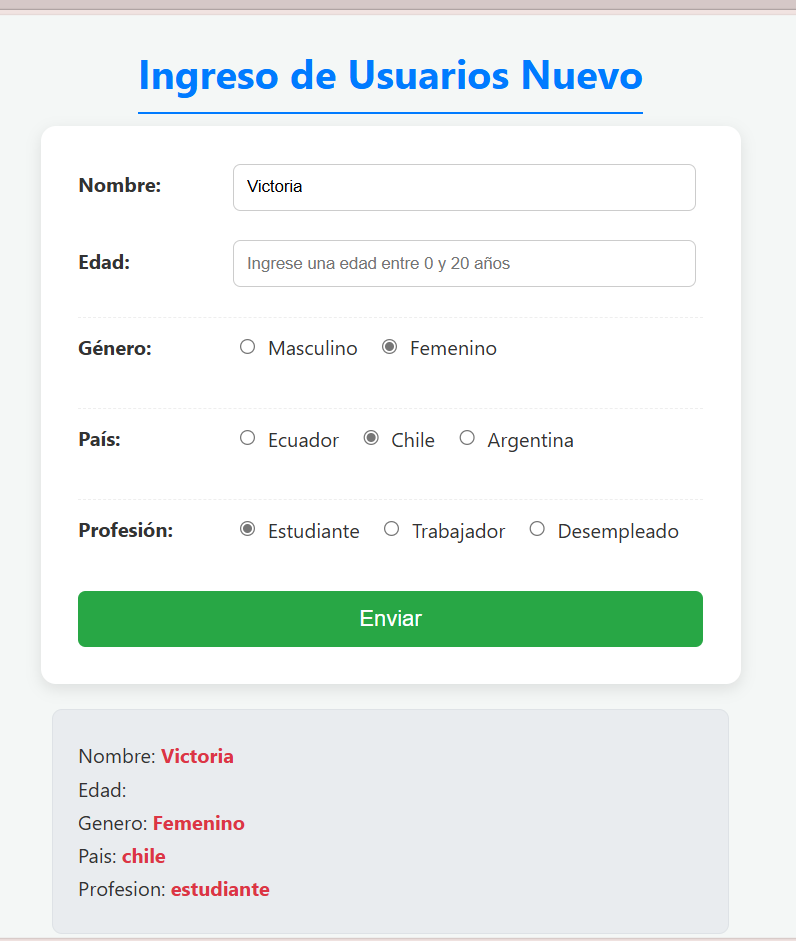 Ingreso de Usuarios Nuevo
Nombre: Victoria
Edad: Ingrese una edad entre 0 y 20 años
Género: Masculino Femenino
País: Ecuador Chile Argentina
Profesión: Estudiante Trabajador Desempleado
Enviar
Nombre: Victoria
Edad:
Genero: Femenino
Pais: chile
Profesion: estudiante